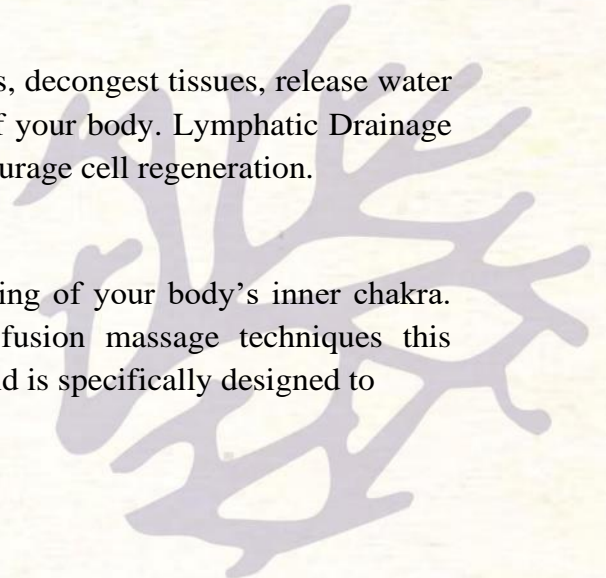 s, decongest tissues, release water
f your body. Lymphatic Drainage
urage cell regeneration.
ing of your body’s inner chakra.
fusion massage techniques this
d is specifically designed to